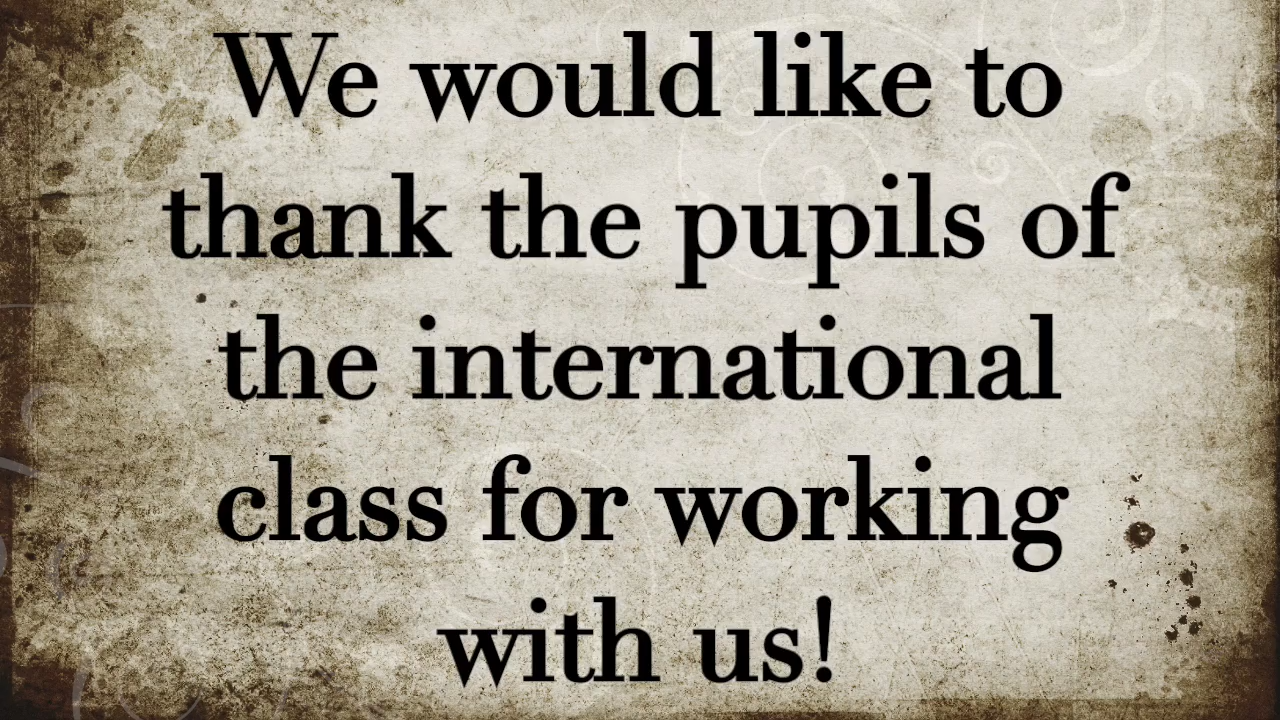 We would like to
thank the pupils of
the international
class for working
with us!